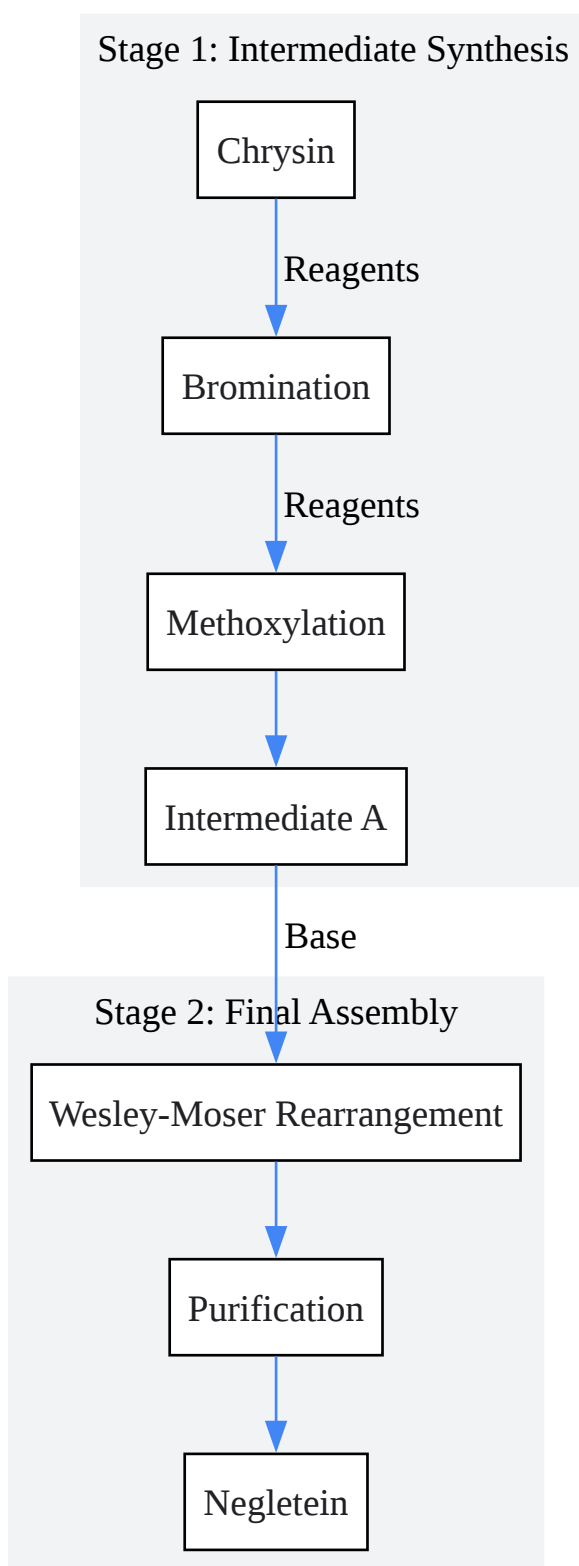 Stage 1: Intermediate Synthesis
Chrysin
Reagents
Bromination
Reagents
Methoxylation
Intermediate A
Base
Stage 2: Final Assembly
Wesley-Moser Rearrangement
Purification
Negletein